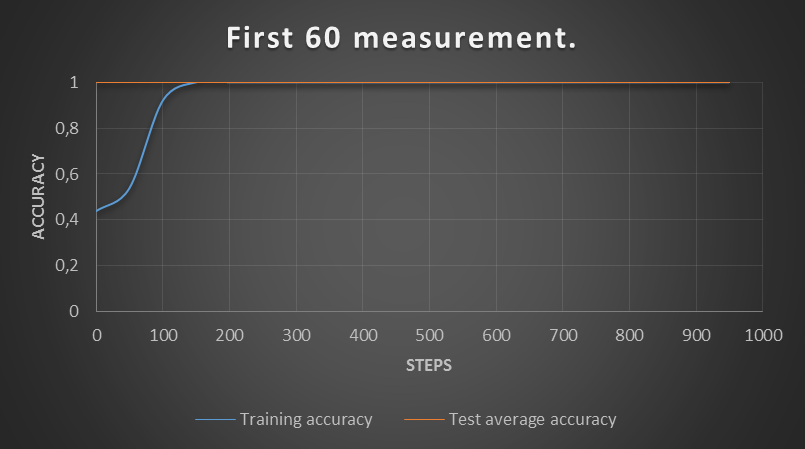 First 60 measurement.
1
0,8
0,6
0,4
0,2
0
ACCURACY
0 100 200 300 400 500 600 700 800 900 1000
STEPS
Training accuracy Test average accuracy